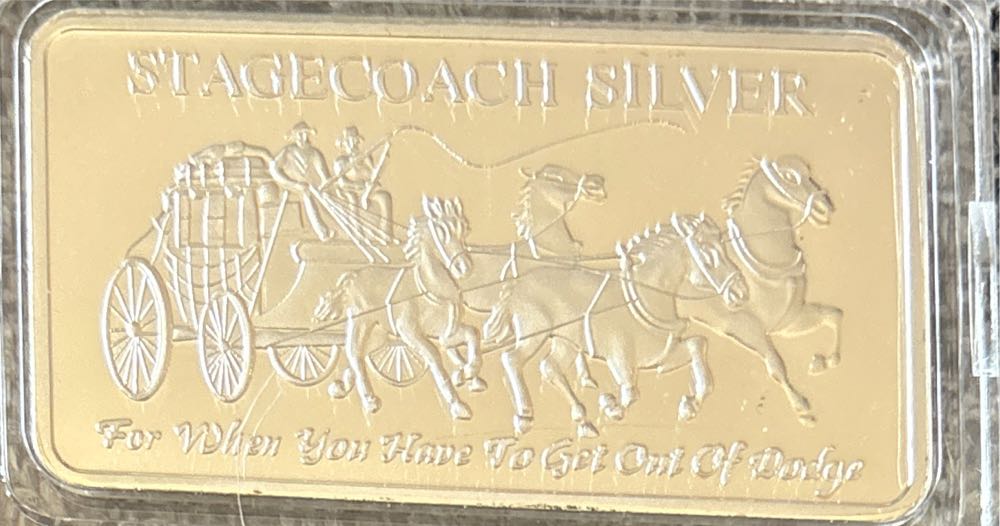 STAGECOACH SILVER
For When You Have To Get Out Of Dodge